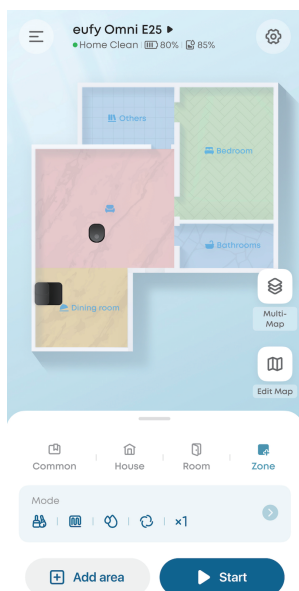 eufy Omni E25
Home Clean 80% 85%
Others
Bedroom
Bathrooms
Dining room
Multi-
Map
Edit Map
Common
House
Room
Zone
Mode
×1
Add area
Start